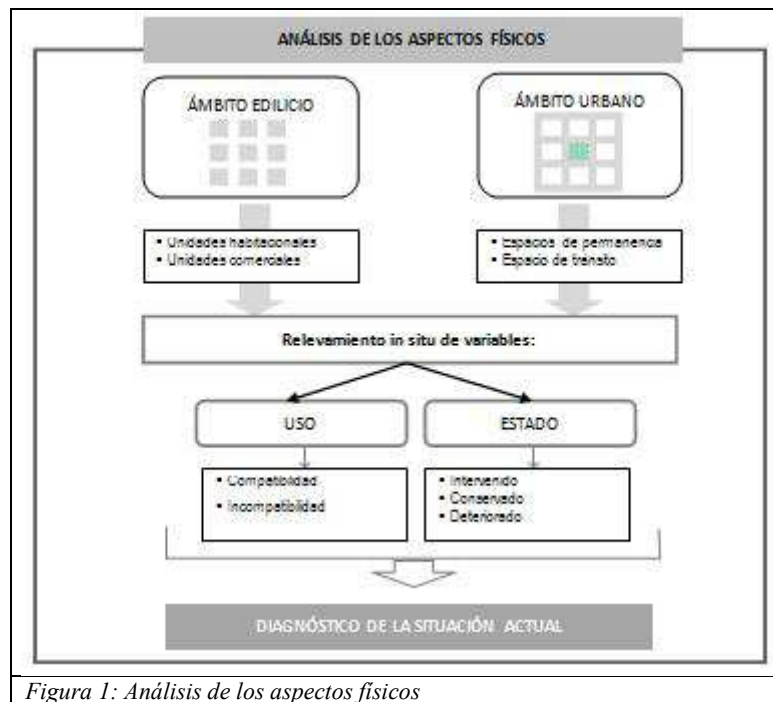 ANÁLISIS DE LOS ASPECTOS FÍSICOS
ÁMBITO EDILICIO
ÁMBITO URBANO
▪ Unidades habitacionales
▪ Unidades comerciales
▪ Espacios de permanencia
▪ Espacio de tránsito
Relevamiento in situ de variables:
USO
ESTADO
▪ Compatibilidad
▪ Incompatibilidad
▪ Intervenido
▪ Conservado
▪ Deteriorado
DIAGNÓSTICO DE LA SITUACIÓN ACTUAL
Figura 1: Análisis de los aspectos físicos